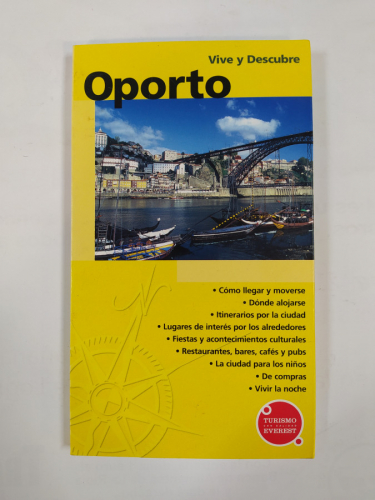 Vive y Descubre
Oporto
• Cómo llegar y moverse
• Dónde alojarse
• Itinerarios por la ciudad
• Lugares de interés por los alrededores
• Fiestas y acontecimientos culturales
• Restaurantes, bares, cafés y pubs
• La ciudad para los niños
• De compras
• Vivir la noche
TURISMO
EVEREST